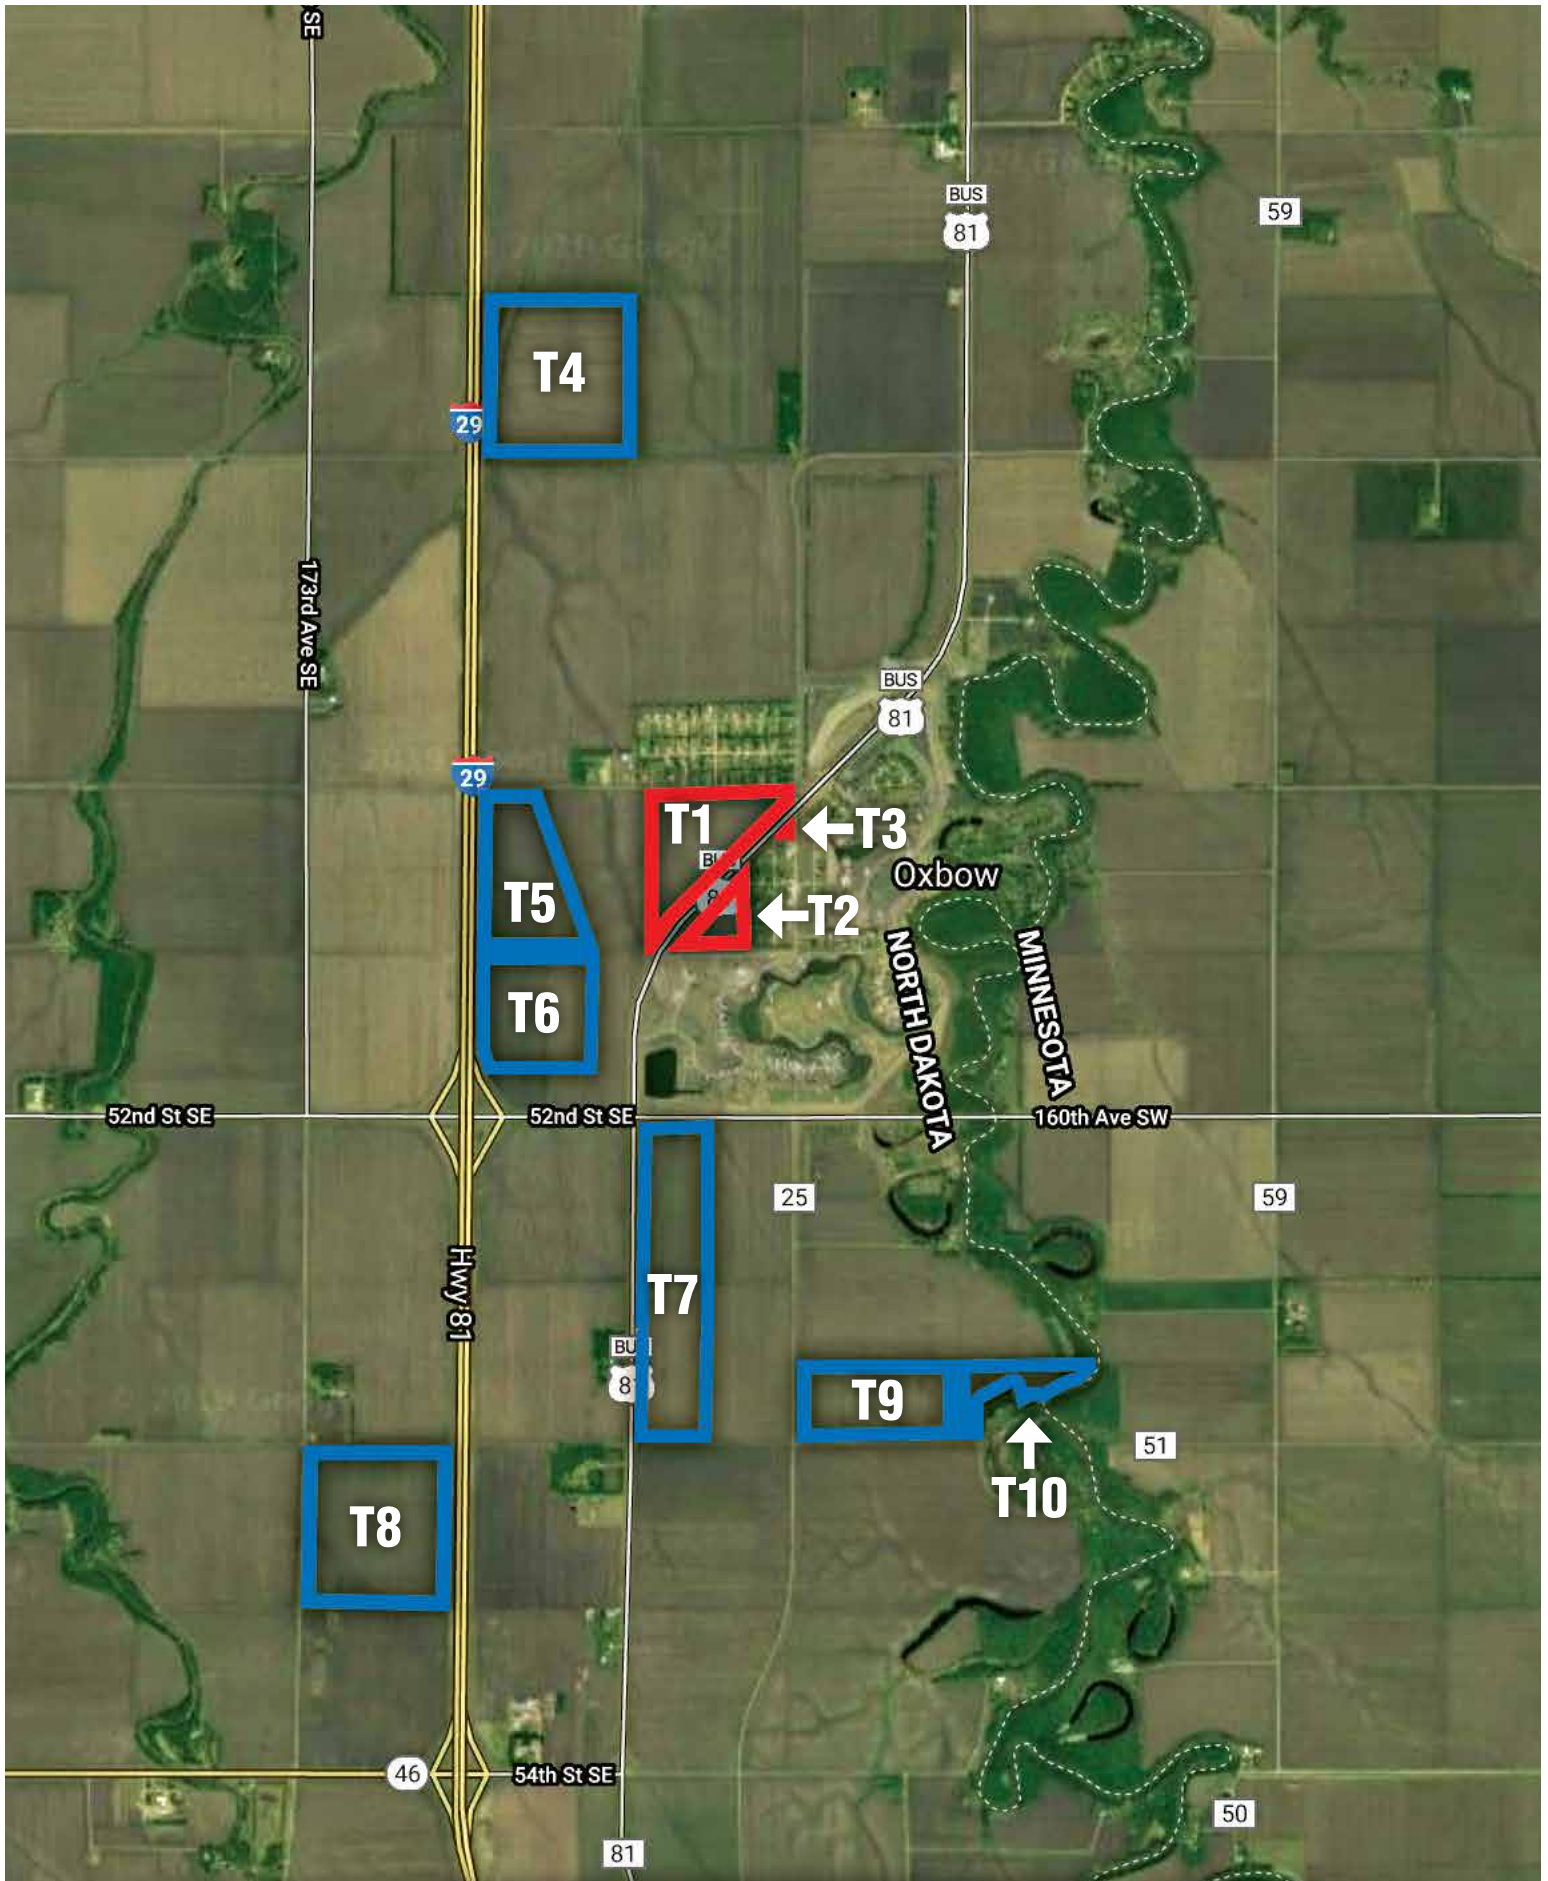 SE
BUS
81
59
T4
29
173rd Ave SE
BUS
81
29
T1
T3
Oxbow
T5
T2
NORTH DAKOTA
MINNESOTA
T6
52nd St SE
52nd St SE
160th Ave SW
25
59
Hwy 81
T7
T9
51
T10
T8
46
54th St SE
50
81